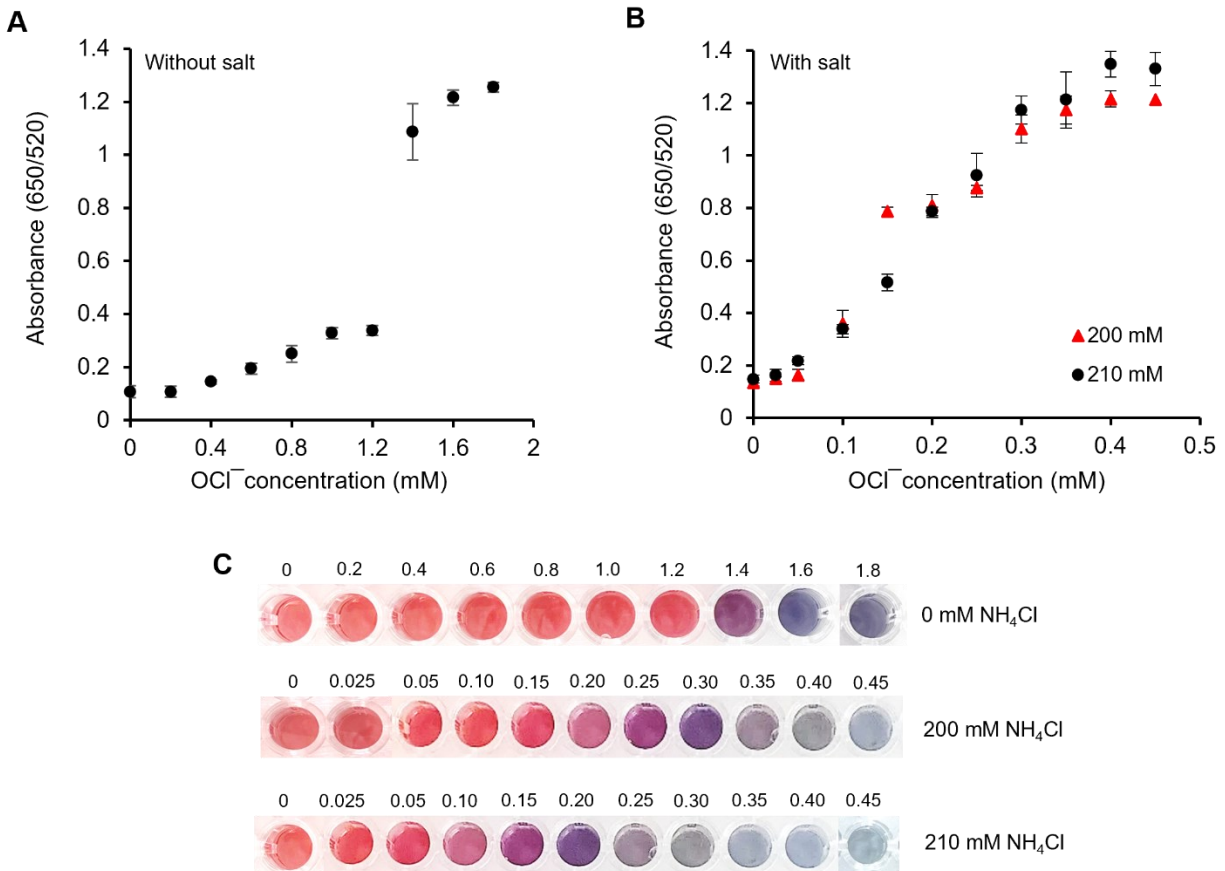 A
Without salt
Absorbance (650/520)
1.4
1.2
1
0.8
0.6
0.4
0.2
0
0 0.4 0.8 1.2 1.6 2
OCl¯ concentration (mM)
B
With salt
Absorbance (650/520)
1.4
1.2
1
0.8
0.6
0.4
0.2
0
200 mM
210 mM
0 0.1 0.2 0.3 0.4 0.5
OCl¯ concentration (mM)
C
0 0.2 0.4 0.6 0.8 1.0 1.2 1.4 1.6 1.8
0 mM NH₄Cl
0 0.025 0.05 0.10 0.15 0.20 0.25 0.30 0.35 0.40 0.45
200 mM NH₄Cl
0 0.025 0.05 0.10 0.15 0.20 0.25 0.30 0.35 0.40 0.45
210 mM NH₄Cl